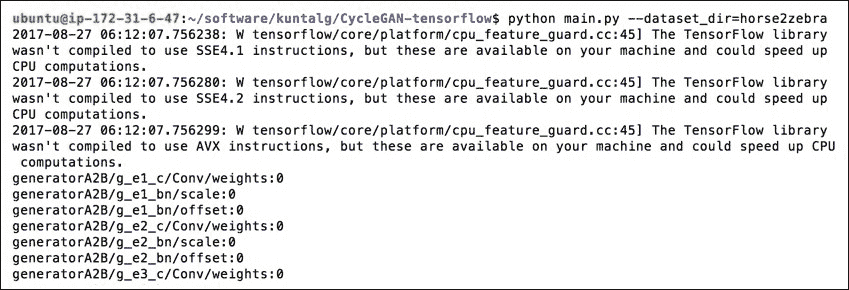 ubuntu@ip-172-31-6-47:~/software/kuntalg/CycleGAN-tensorflow$ python main.py --dataset_dir=horse2zebra
2017-08-27 06:12:07.756238: W tensorflow/core/platform/cpu_feature_guard.cc:45] The TensorFlow library
wasn't compiled to use SSE4.1 instructions, but these are available on your machine and could speed up
CPU computations.
2017-08-27 06:12:07.756280: W tensorflow/core/platform/cpu_feature_guard.cc:45] The TensorFlow library
wasn't compiled to use SSE4.2 instructions, but these are available on your machine and could speed up
CPU computations.
2017-08-27 06:12:07.756299: W tensorflow/core/platform/cpu_feature_guard.cc:45] The TensorFlow library
wasn't compiled to use AVX instructions, but these are available on your machine and could speed up CPU
 computations.
generatorA2B/g_e1_c/Conv/weights:0
generatorA2B/g_e1_bn/scale:0
generatorA2B/g_e1_bn/offset:0
generatorA2B/g_e2_c/Conv/weights:0
generatorA2B/g_e2_bn/scale:0
generatorA2B/g_e2_bn/offset:0
generatorA2B/g_e3_c/Conv/weights:0